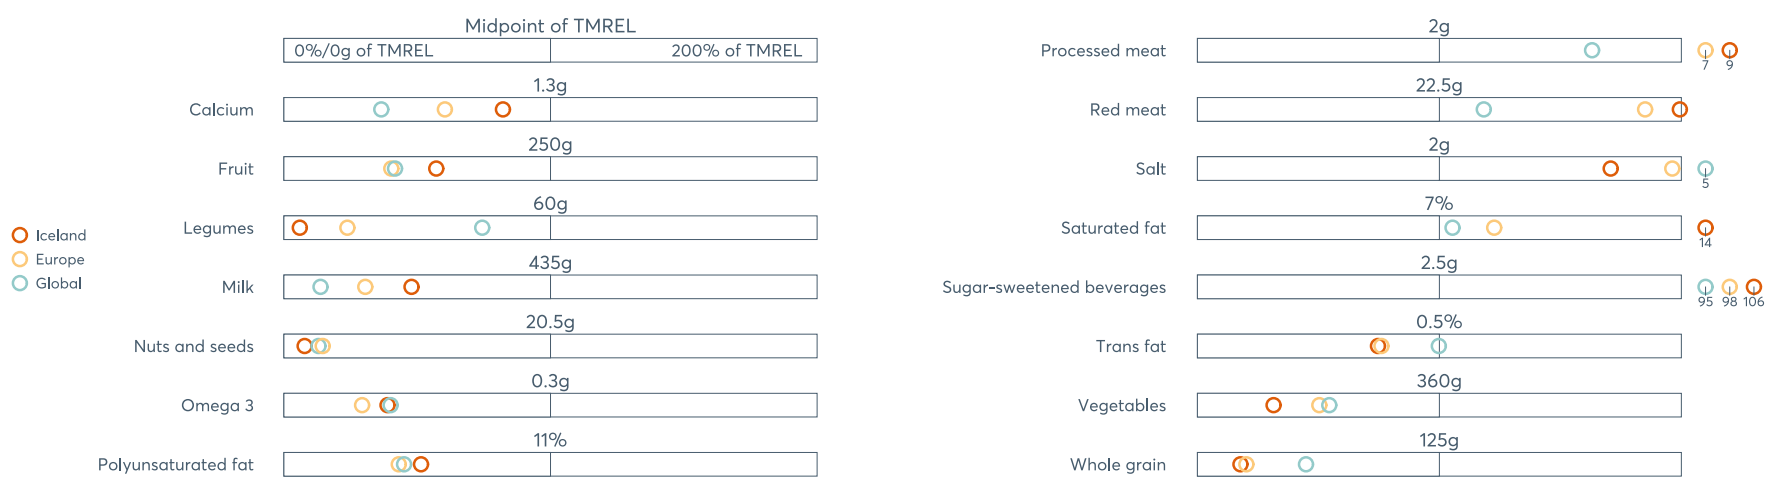 Midpoint of TMREL
0%/0g of TMREL 200% of TMREL
1.3g
Calcium
250g
Fruit
60g
Legumes
435g
Milk
20.5g
Nuts and seeds
0.3g
Omega 3
11%
Polyunsaturated fat
Iceland
Europe
Global
2g
Processed meat
7 9
22.5g
Red meat
2g
Salt
5
7%
Saturated fat
14
2.5g
Sugar-sweetened beverages
95 98 106
0.5%
Trans fat
360g
Vegetables
125g
Whole grain